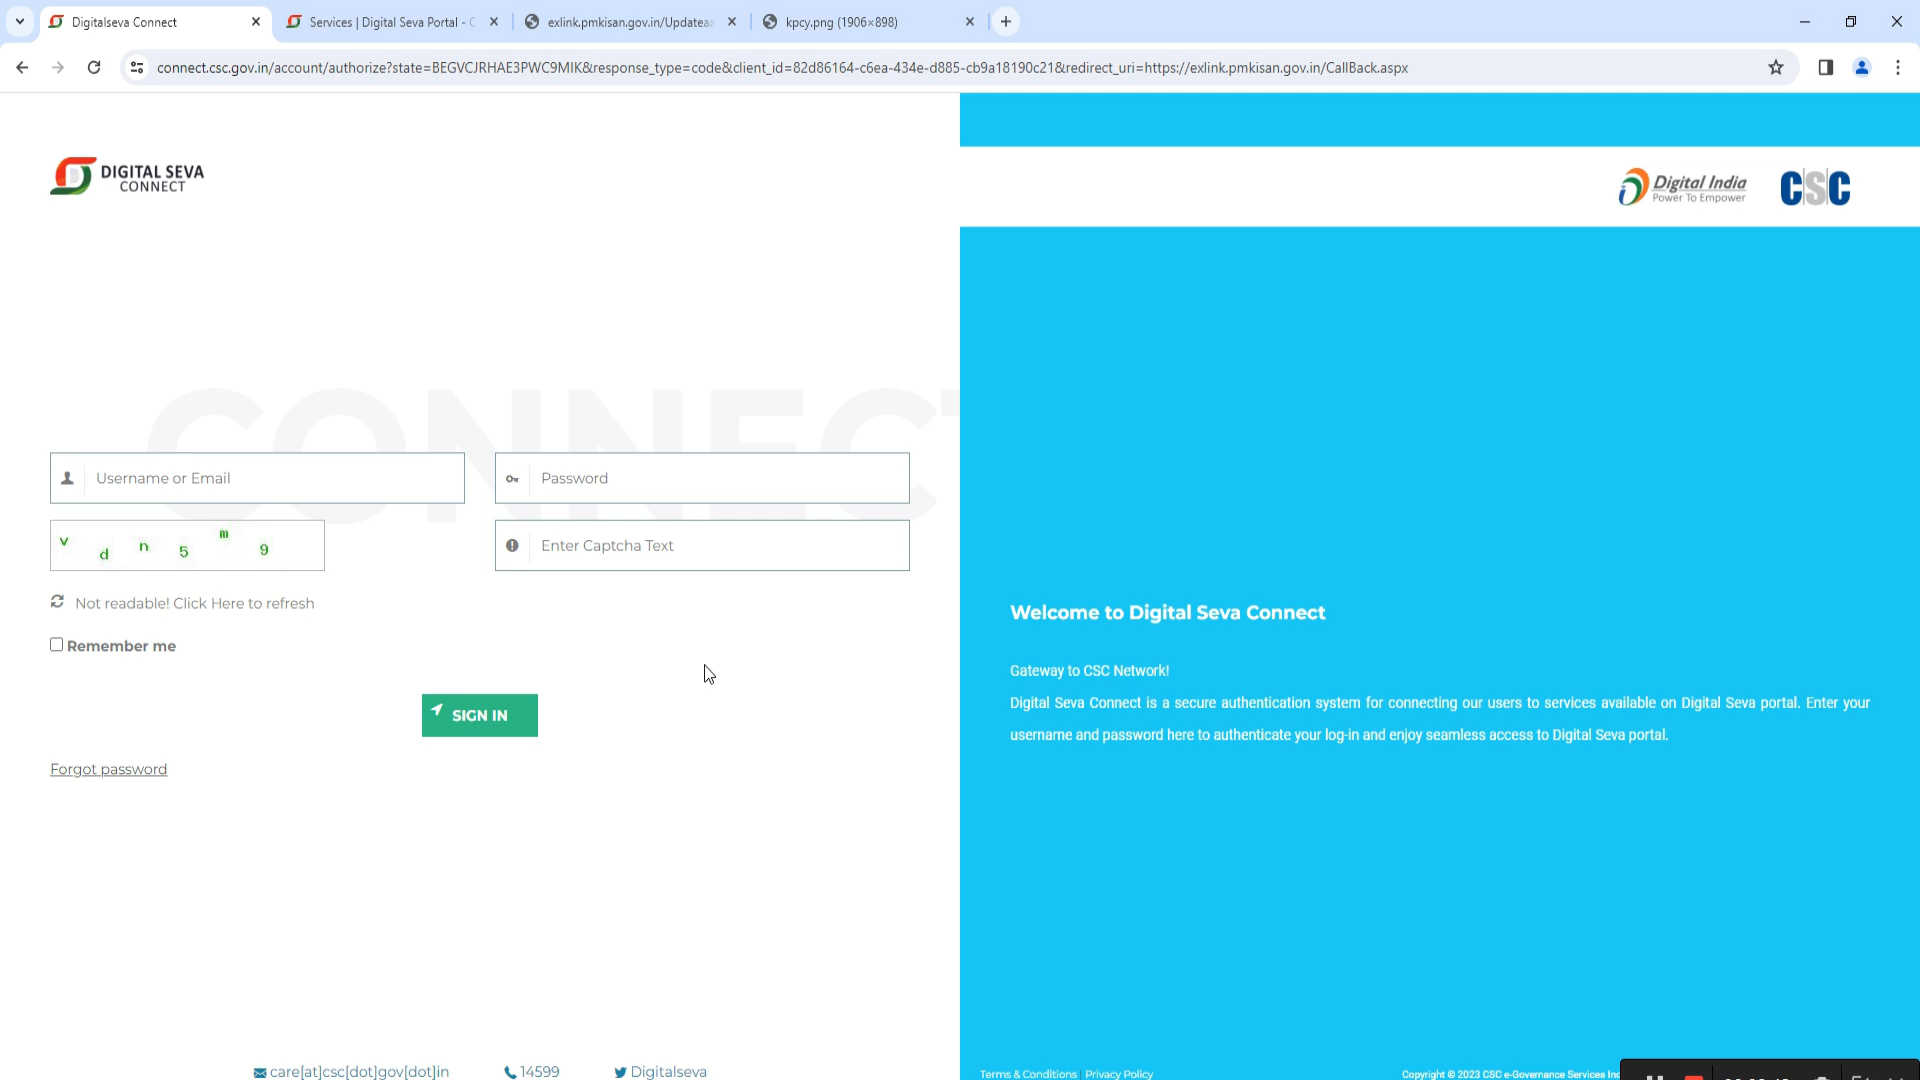 Digitalseva Connect
Services | Digital Seva Portal - C
exlink.pmkisan.gov.in/Updateaa
kpcy.png (1906×898)
connect.csc.gov.in/account/authorize?state=BEGVCJRHAE3PWC9MIK&response_type=code&client_id=82d86164-c6ea-434e-d885-cb9a18190c21&redirect_uri=https://exlink.pmkisan.gov.in/CallBack.aspx
DIGITAL SEVA
CONNECT
Digital India
Power To Empower
CSC
CONNECT
Username or Email
Password
v d n 5 m 9
Enter Captcha Text
Not readable! Click Here to refresh
Remember me
SIGN IN
Forgot password
Welcome to Digital Seva Connect
Gateway to CSC Network!
Digital Seva Connect is a secure authentication system for connecting our users to services available on Digital Seva portal. Enter your
username and password here to authenticate your log-in and enjoy seamless access to Digital Seva portal.
care[at]csc[dot]gov[dot]in
14599
Digitalseva
Terms & Conditions | Privacy Policy
Copyright © 2023 CSC e-Governance Services